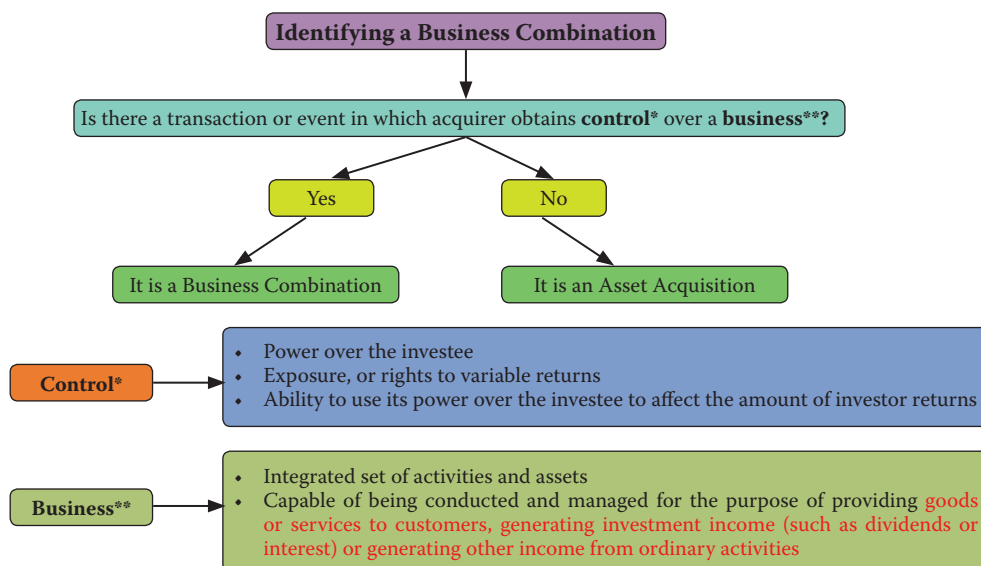 Identifying a Business Combination
Is there a transaction or event in which acquirer obtains control* over a business**?
Yes
No
It is a Business Combination
It is an Asset Acquisition
Control*
• Power over the investee
• Exposure, or rights to variable returns
• Ability to use its power over the investee to affect the amount of investor returns
Business**
• Integrated set of activities and assets
• Capable of being conducted and managed for the purpose of providing goods
or services to customers, generating investment income (such as dividends or
interest) or generating other income from ordinary activities